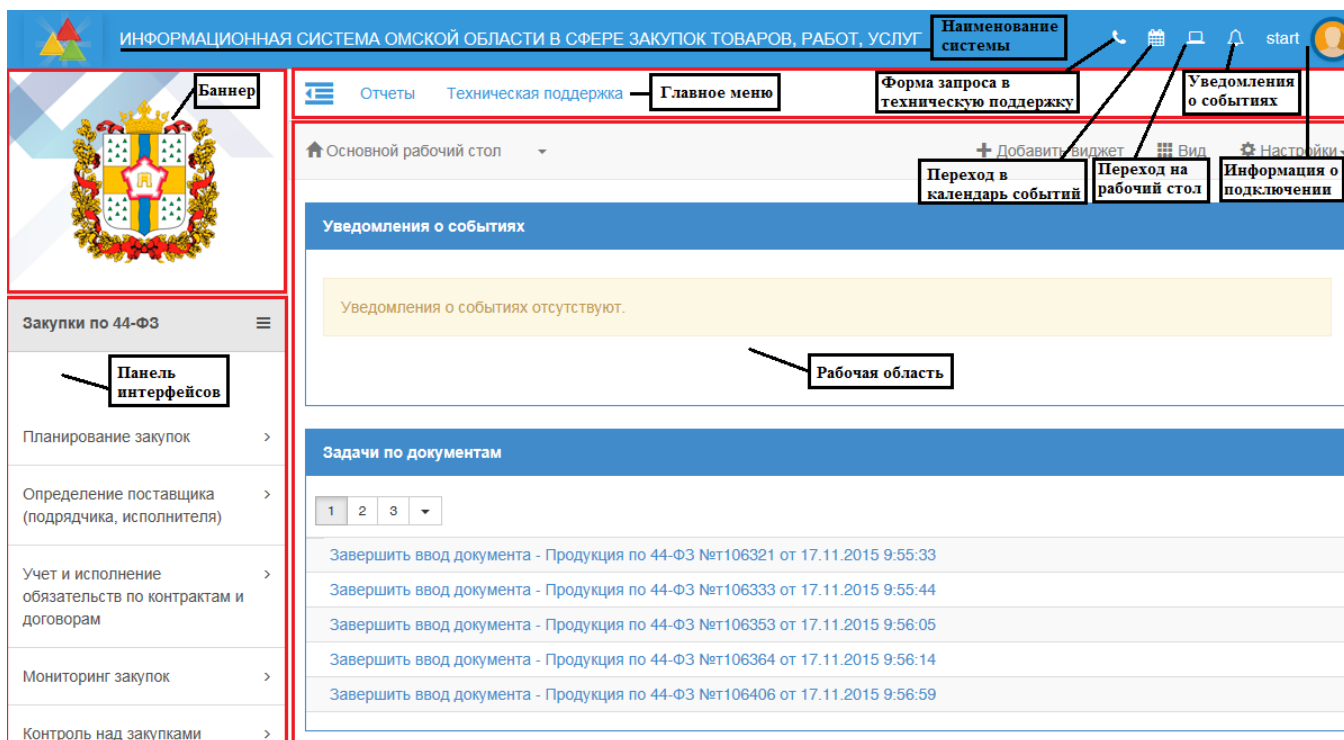 ИНФОРМАЦИОННАЯ СИСТЕМА ОМСКОЙ ОБЛАСТИ В СФЕРЕ ЗАКУПОК ТОВАРОВ, РАБОТ, УСЛУГ
Наименование
системы
start
Баннер
Отчеты
Техническая поддержка
Главное меню
Форма запроса в
техническую поддержку
Уведомления
о событиях
Основной рабочий стол
Добавить виджет
Вид
Настройки
Переход в
календарь событий
Переход на
рабочий стол
Информация о
подключении
Уведомления о событиях
Уведомления о событиях отсутствуют.
Рабочая область
Закупки по 44-ФЗ
Панель
интерфейсов
Планирование закупок
Определение поставщика
(подрядчика, исполнителя)
Учет и исполнение
обязательств по контрактам и
договорам
Мониторинг закупок
Контроль над закупками
Задачи по документам
1 2 3
Завершить ввод документа - Продукция по 44-ФЗ №т106321 от 17.11.2015 9:55:33
Завершить ввод документа - Продукция по 44-ФЗ №т106333 от 17.11.2015 9:55:44
Завершить ввод документа - Продукция по 44-ФЗ №т106353 от 17.11.2015 9:56:05
Завершить ввод документа - Продукция по 44-ФЗ №т106364 от 17.11.2015 9:56:14
Завершить ввод документа - Продукция по 44-ФЗ №т106406 от 17.11.2015 9:56:59